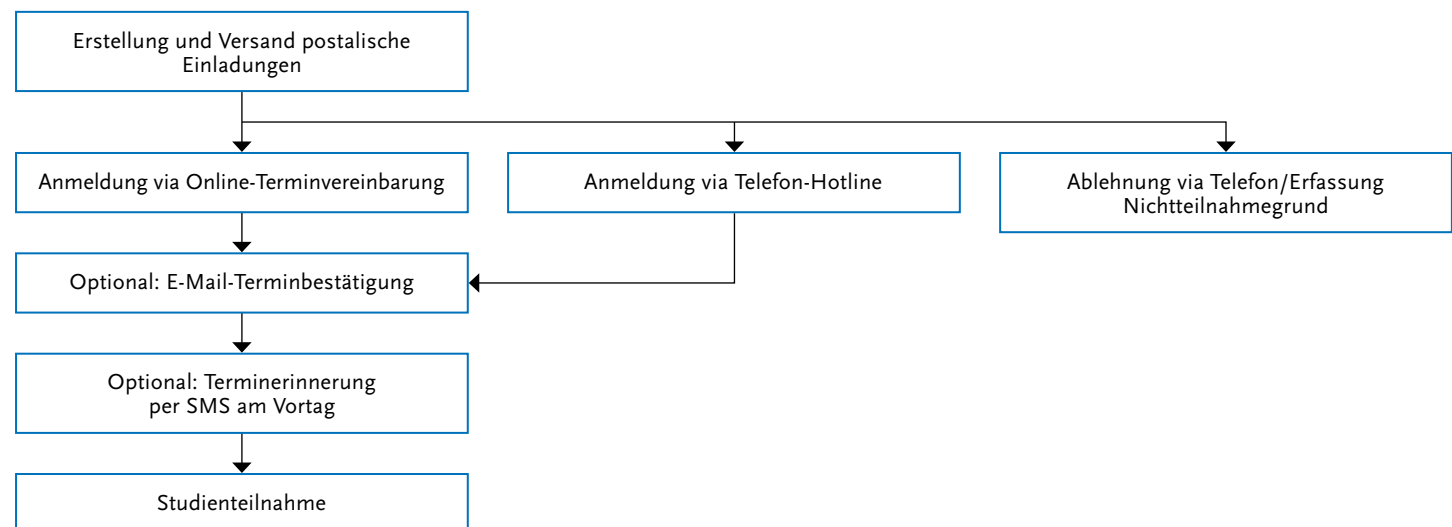 Erstellung und Versand postalische
Einladungen
Anmeldung via Online-Terminvereinbarung
Anmeldung via Telefon-Hotline
Ablehnung via Telefon/Erfassung
Nichtteilnahmegrund
Optional: E-Mail-Terminbestätigung
Optional: Terminerinnerung
per SMS am Vortag
Studienteilnahme